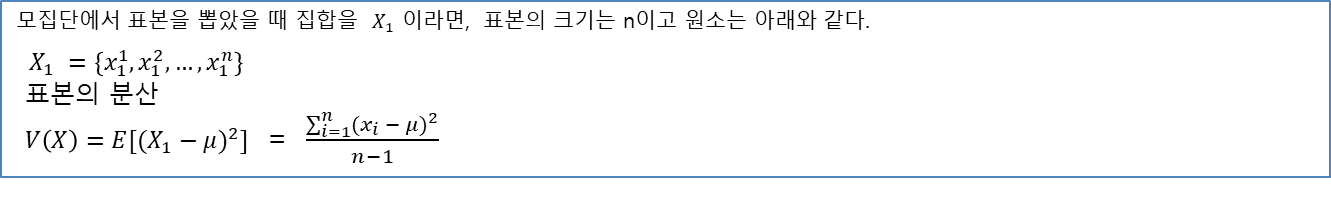 모집단에서 표본을 뽑았을 때 집합을 X₁ 이라면, 표본의 크기는 n이고 원소는 아래와 같다.
X₁ = {x₁¹, x₁², …, x₁ⁿ}
표본의 분산
V(X) = E[(X₁ − μ)²] = ∑ᵢ₌₁ⁿ(xᵢ − μ)² / n−1